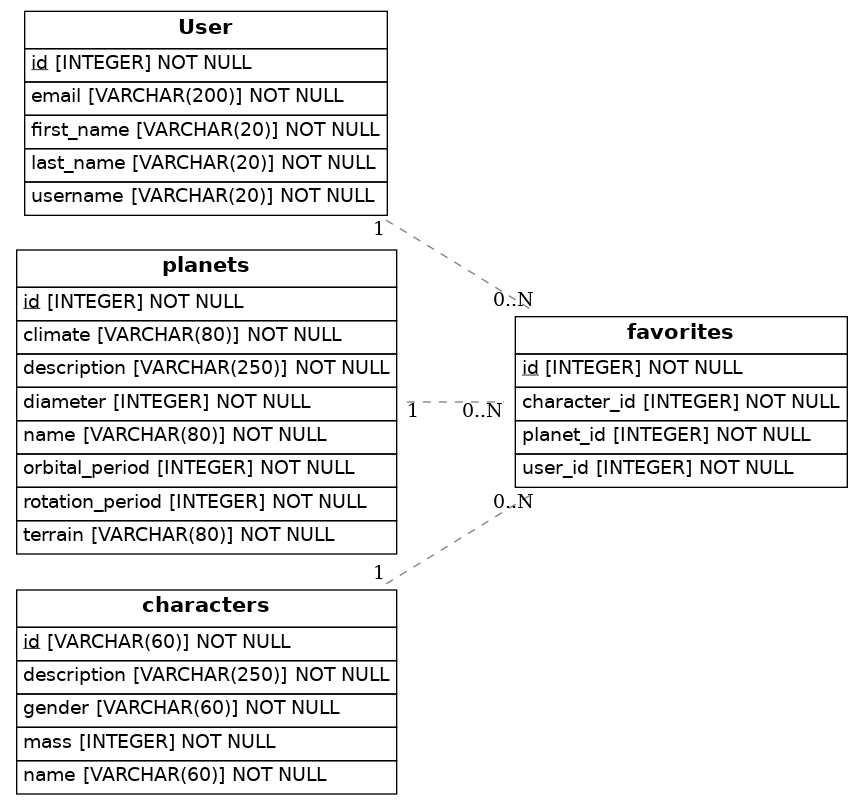 User
id [INTEGER] NOT NULL
email [VARCHAR(200)] NOT NULL
first_name [VARCHAR(20)] NOT NULL
last_name [VARCHAR(20)] NOT NULL
username [VARCHAR(20)] NOT NULL
1
0..N
planets
id [INTEGER] NOT NULL
climate [VARCHAR(80)] NOT NULL
description [VARCHAR(250)] NOT NULL
diameter [INTEGER] NOT NULL
name [VARCHAR(80)] NOT NULL
orbital_period [INTEGER] NOT NULL
rotation_period [INTEGER] NOT NULL
terrain [VARCHAR(80)] NOT NULL
1
0..N
favorites
id [INTEGER] NOT NULL
character_id [INTEGER] NOT NULL
planet_id [INTEGER] NOT NULL
user_id [INTEGER] NOT NULL
0..N
1
characters
id [VARCHAR(60)] NOT NULL
description [VARCHAR(250)] NOT NULL
gender [VARCHAR(60)] NOT NULL
mass [INTEGER] NOT NULL
name [VARCHAR(60)] NOT NULL